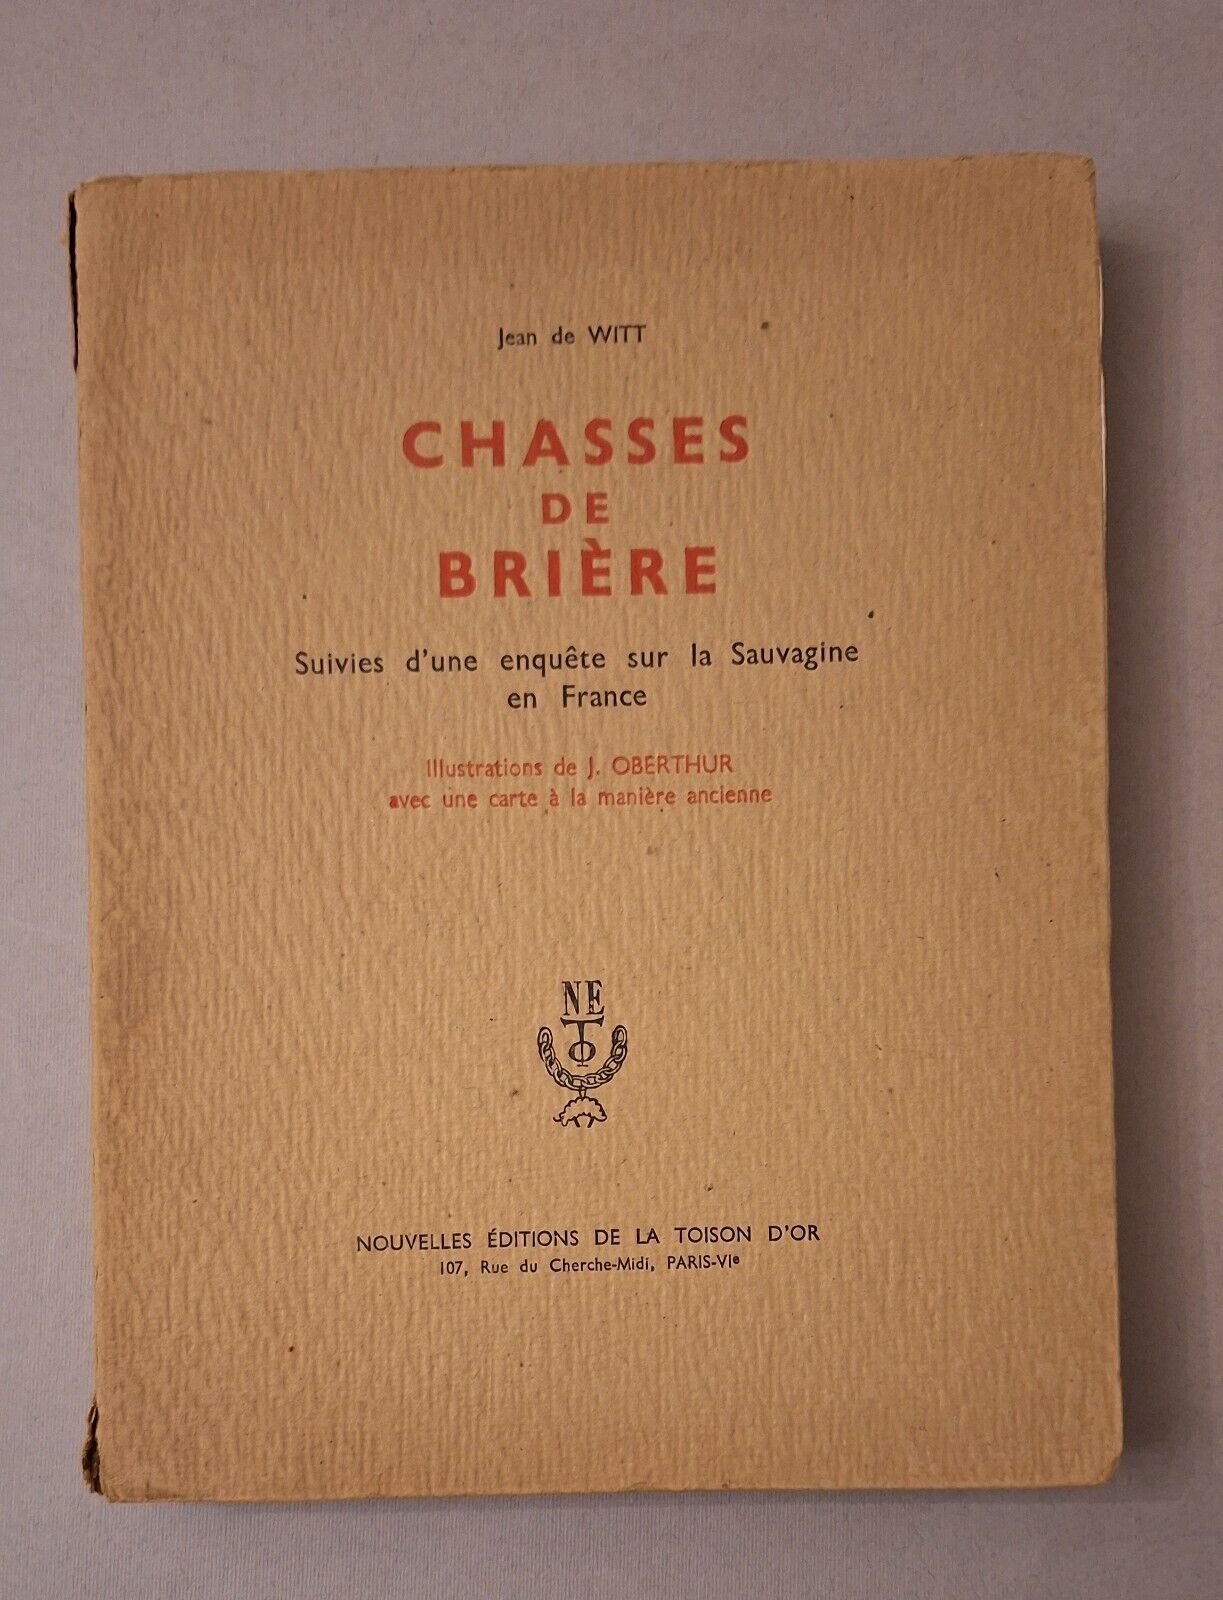 Jean de WITT
CHASSES
DE
BRIÈRE
Suivies d'une enquête sur la Sauvagine
en France
Illustrations de J. OBERTHUR
avec une carte à la manière ancienne
NE
TO
NOUVELLES ÉDITIONS DE LA TOISON D'OR
107, Rue du Cherche-Midi, PARIS-VIe